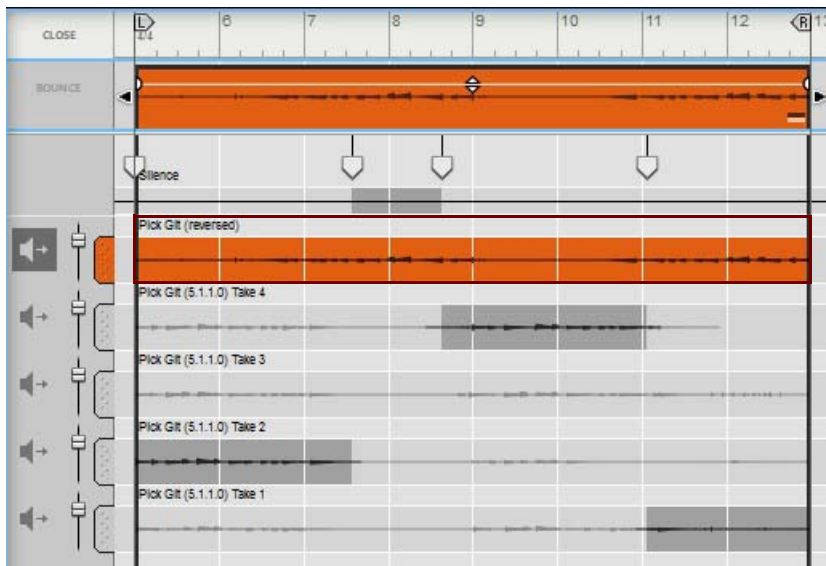 CLOSE
L 6 7 8 9 10 11 12 R 13
4/4
BOUNCE
Silence
Pick Git (reversed)
Pick Git (5.1.1.0) Take 4
Pick Git (5.1.1.0) Take 3
Pick Git (5.1.1.0) Take 2
Pick Git (5.1.1.0) Take 1